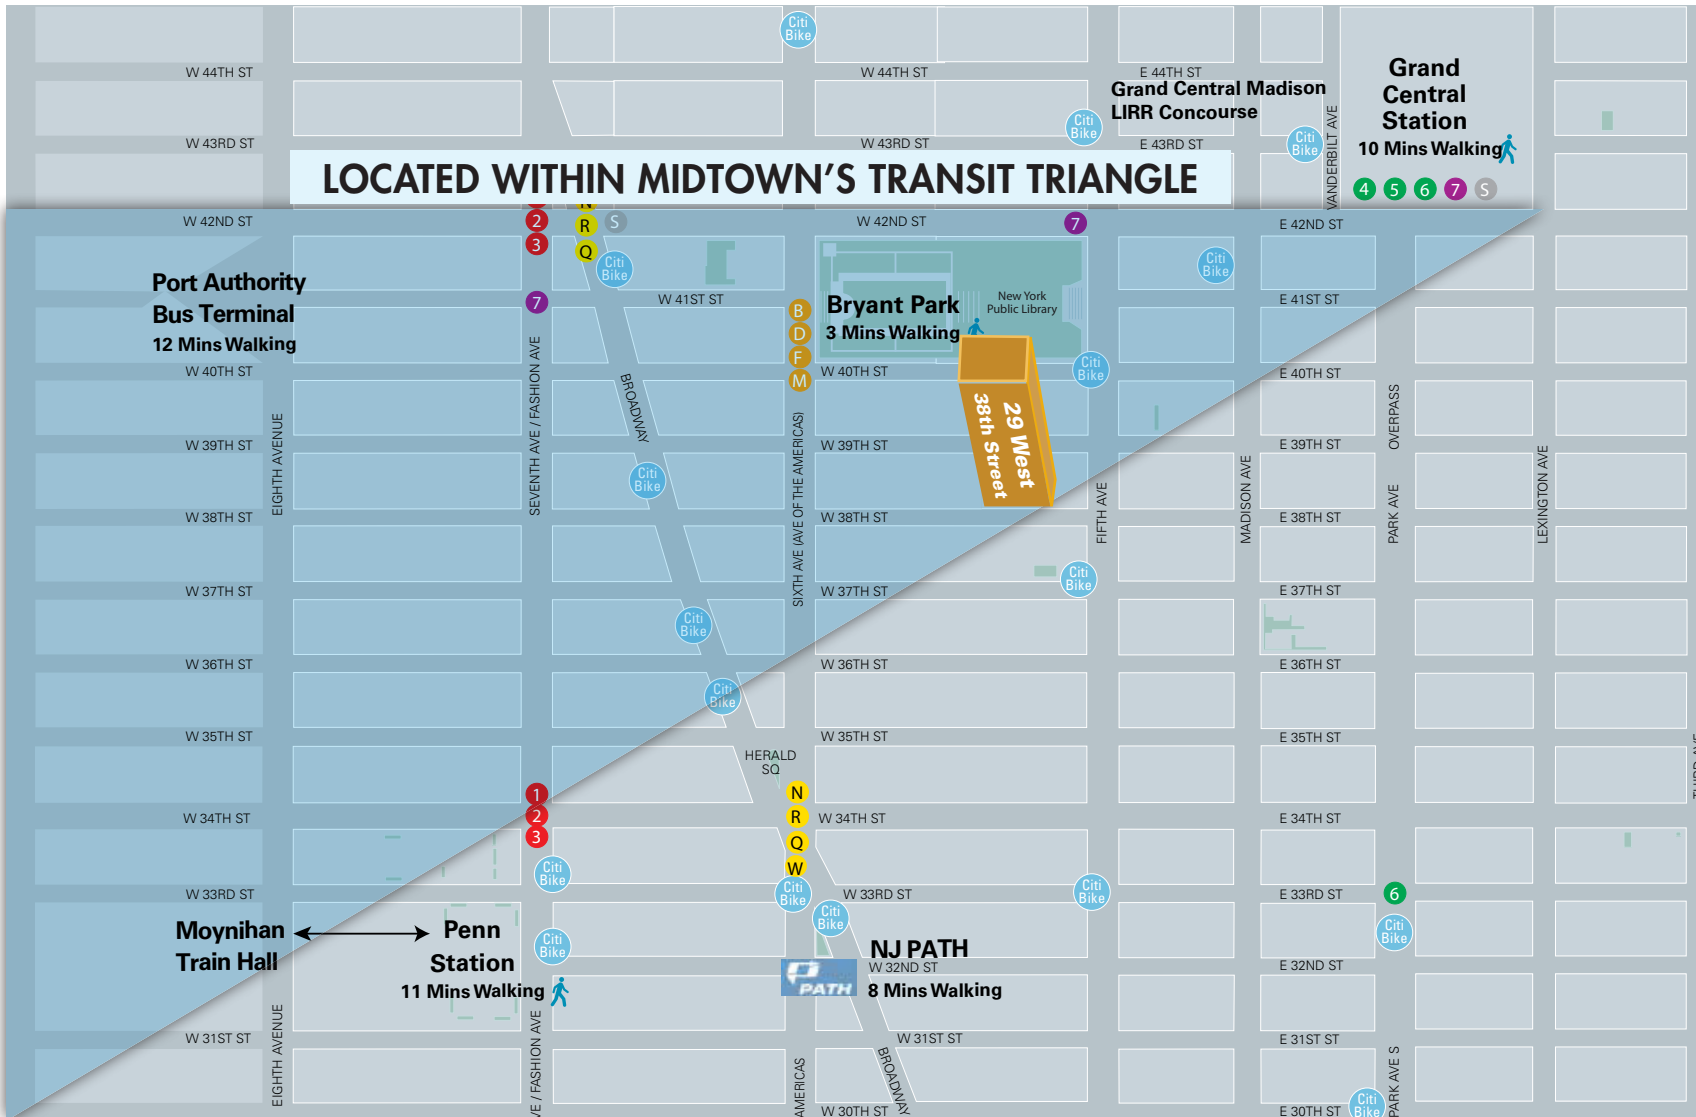 Citi
Bike
W 44TH ST
W 44TH ST
E 44TH ST
Grand Central Madison
LIRR Concourse
Grand
Central
Station
10 Mins Walking
4 5 6 7 S
Citi
Bike
Citi
Bike
VANDERBILT AVE
W 43RD ST
W 43RD ST
E 43RD ST
LOCATED WITHIN MIDTOWN'S TRANSIT TRIANGLE
W 42ND ST
2
3
N
R
Q
S
W 42ND ST
7
E 42ND ST
Citi
Bike
Citi
Bike
Port Authority
Bus Terminal
12 Mins Walking
7
W 41ST ST
B
D
F
M
Bryant Park
3 Mins Walking
New York
Public Library
E 41ST ST
W 40TH ST
W 40TH ST
Citi
Bike
E 40TH ST
29 West
38th Street
EIGHTH AVENUE
SEVENTH AVE / FASHION AVE
BROADWAY
SIXTH AVE (AVE OF THE AMERICAS)
FIFTH AVE
MADISON AVE
PARK AVE OVERPASS
LEXINGTON AVE
W 39TH ST
W 39TH ST
E 39TH ST
Citi
Bike
W 38TH ST
W 38TH ST
E 38TH ST
Citi
Bike
W 37TH ST
W 37TH ST
E 37TH ST
Citi
Bike
W 36TH ST
W 36TH ST
E 36TH ST
Citi
Bike
W 35TH ST
W 35TH ST
E 35TH ST
HERALD
SQ
1
2
3
N
R
Q
W
W 34TH ST
W 34TH ST
E 34TH ST
Citi
Bike
Citi
Bike
Citi
Bike
W 33RD ST
W 33RD ST
E 33RD ST
6
Citi
Bike
Citi
Bike
Citi
Bike
Moynihan
Train Hall
Penn
Station
11 Mins Walking
NJ PATH
W 32ND ST
8 Mins Walking
PATH
E 32ND ST
W 31ST ST
W 31ST ST
E 31ST ST
EIGHTH AVENUE
VE / FASHION AVE
AMERICAS
BROADWAY
PARK AVE S
W 30TH ST
E 30TH ST
Citi
Bike